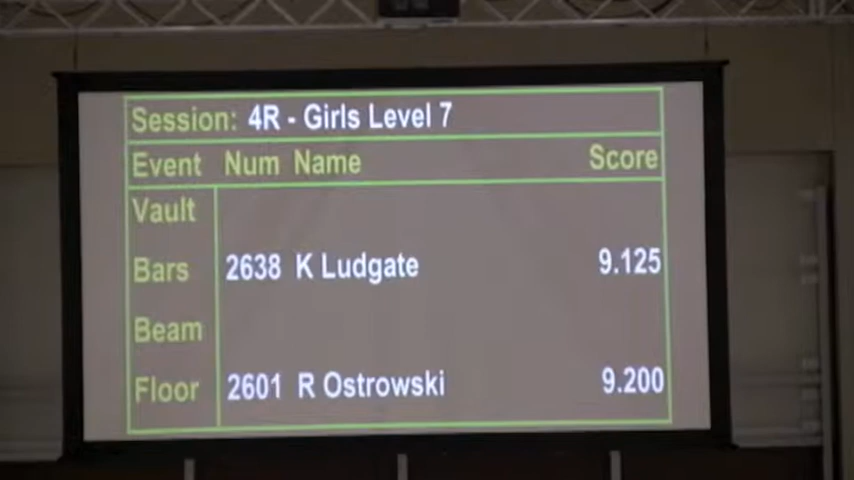 Session: 4R - Girls Level 7
Event Num Name Score
Vault
Bars 2638 K Ludgate 9.125
Beam
Floor 2601 R Ostrowski 9.200